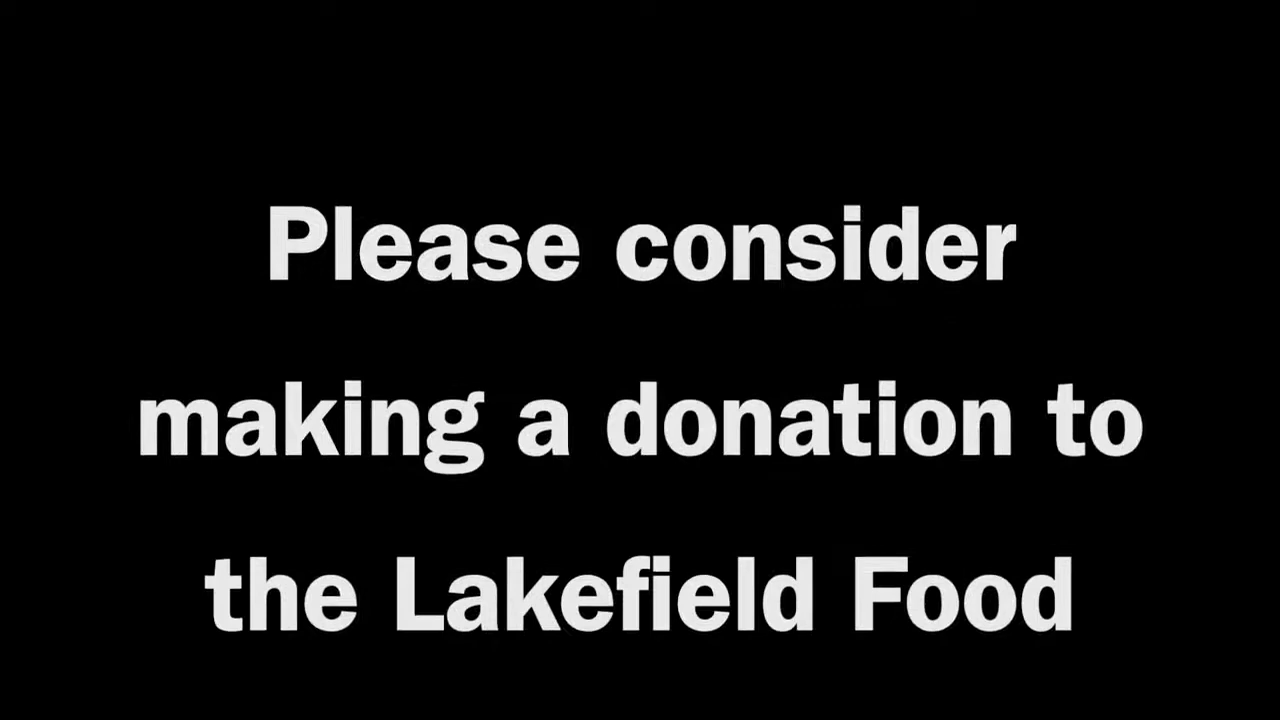 Please consider
making a donation to
the Lakefield Food